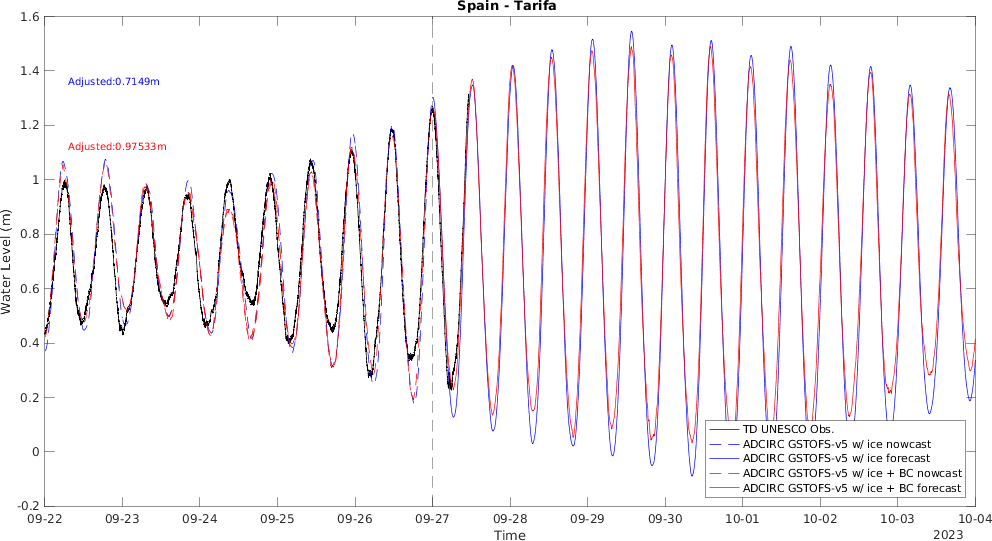 Spain - Tarifa
1.6
1.4
1.2
1
0.8
0.6
0.4
0.2
0
-0.2
Water Level (m)
Adjusted:0.7149m
Adjusted:0.97533m
TD UNESCO Obs.
ADCIRC GSTOFS-v5 w/ ice nowcast
ADCIRC GSTOFS-v5 w/ ice forecast
ADCIRC GSTOFS-v5 w/ ice + BC nowcast
ADCIRC GSTOFS-v5 w/ ice + BC forecast
09-22 09-23 09-24 09-25 09-26 09-27 09-28 09-29 09-30 10-01 10-02 10-03 10-04
Time
2023